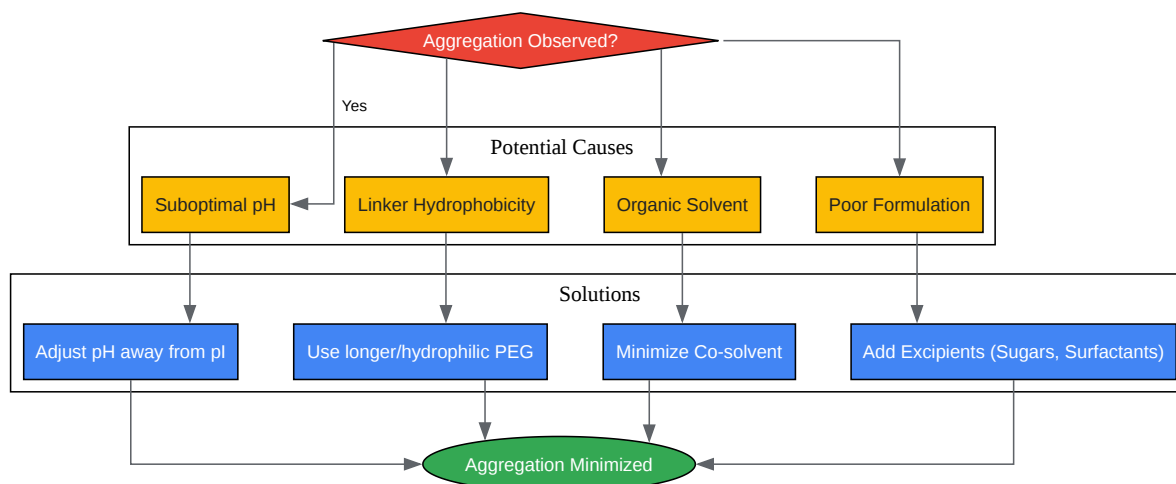 Aggregation Observed?
Yes
Potential Causes
Suboptimal pH
Linker Hydrophobicity
Organic Solvent
Poor Formulation
Solutions
Adjust pH away from pI
Use longer/hydrophilic PEG
Minimize Co-solvent
Add Excipients (Sugars, Surfactants)
Aggregation Minimized